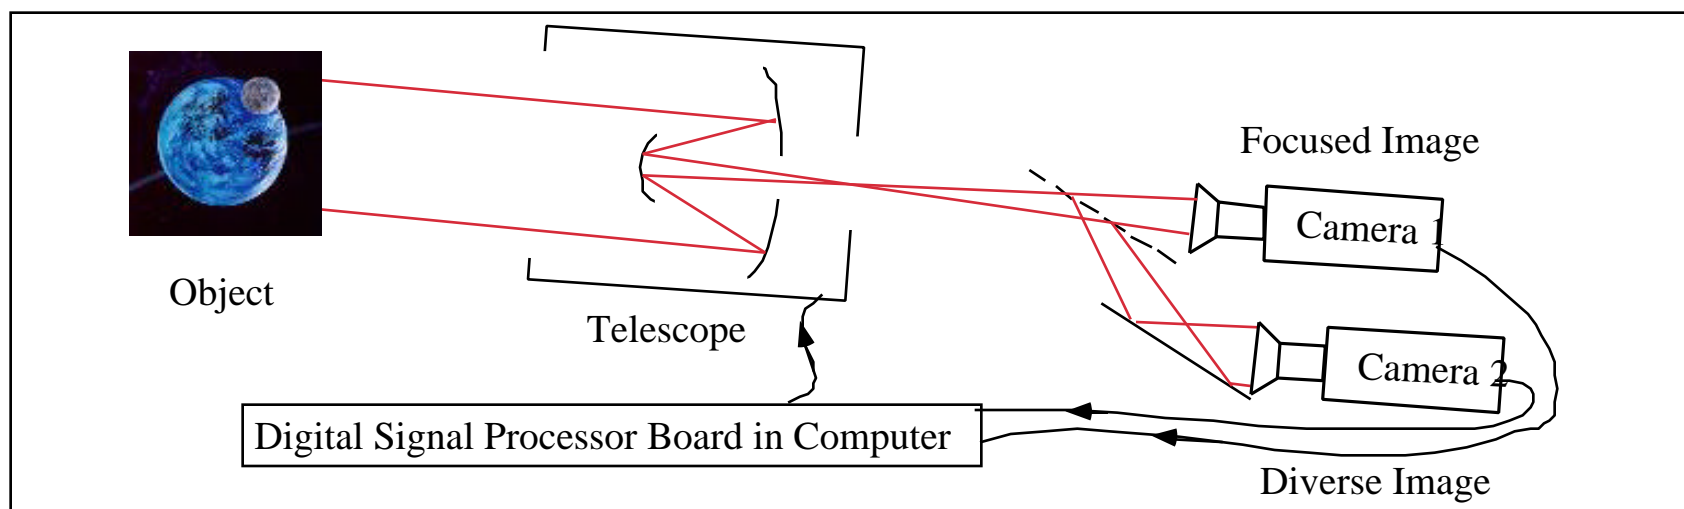 Focused Image
Camera 1
Object
Telescope
Camera 2
Digital Signal Processor Board in Computer
Diverse Image